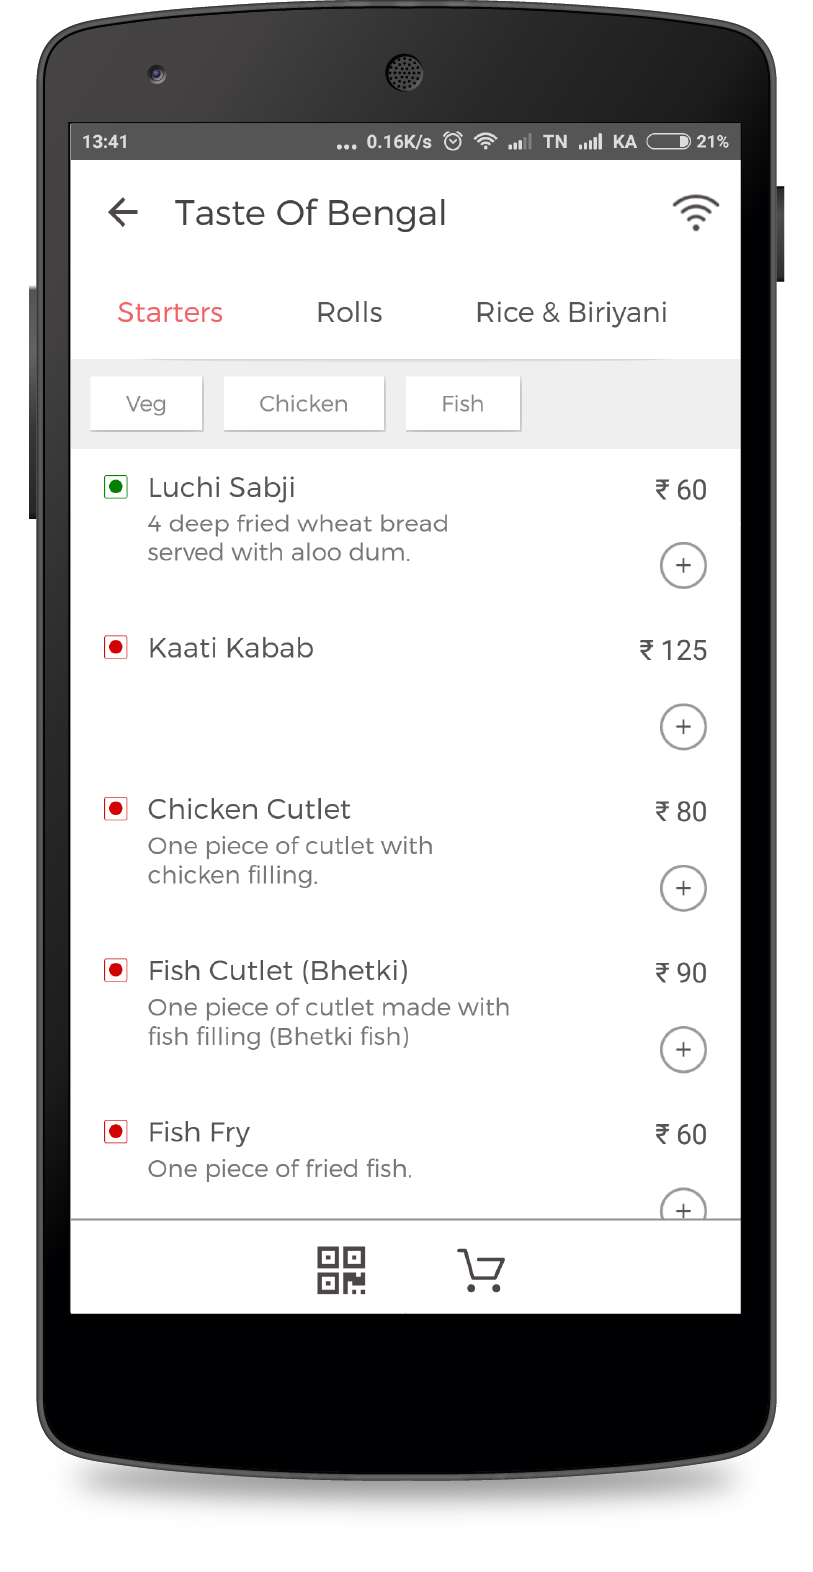 13:41 ... 0.16K/s TN KA 21%
Taste Of Bengal
Starters Rolls Rice & Biriyani
Veg Chicken Fish
Luchi Sabji ₹ 60
4 deep fried wheat bread
served with aloo dum.
+
Kaati Kabab ₹ 125
+
Chicken Cutlet ₹ 80
One piece of cutlet with
chicken filling.
+
Fish Cutlet (Bhetki) ₹ 90
One piece of cutlet made with
fish filling (Bhetki fish)
+
Fish Fry ₹ 60
One piece of fried fish.
+